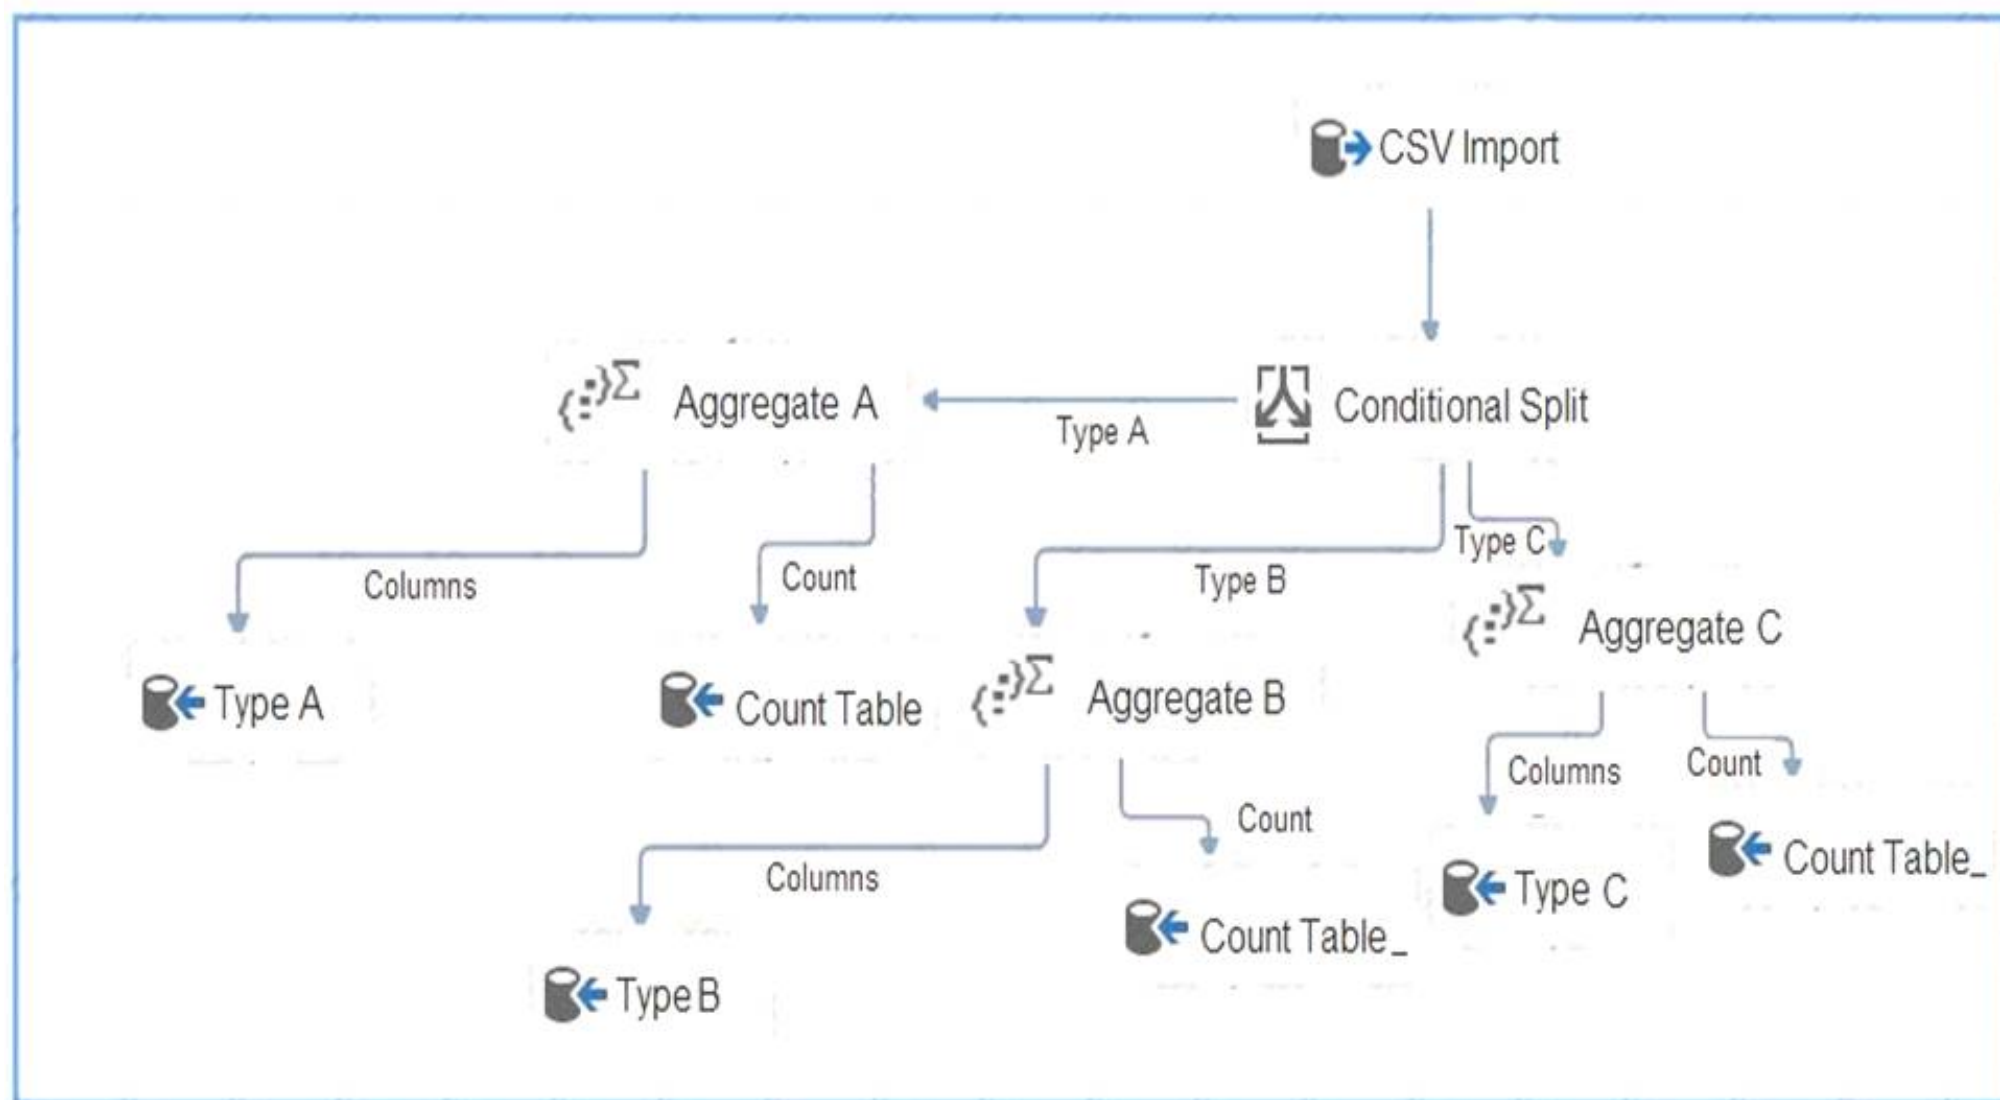 CSV Import
Aggregate A
Type A
Conditional Split
Columns
Count
Type B
Type C
Aggregate C
Type A
Count Table
Aggregate B
Columns
Count
Columns
Count
Type C
Count Table_
Count Table_
Type B